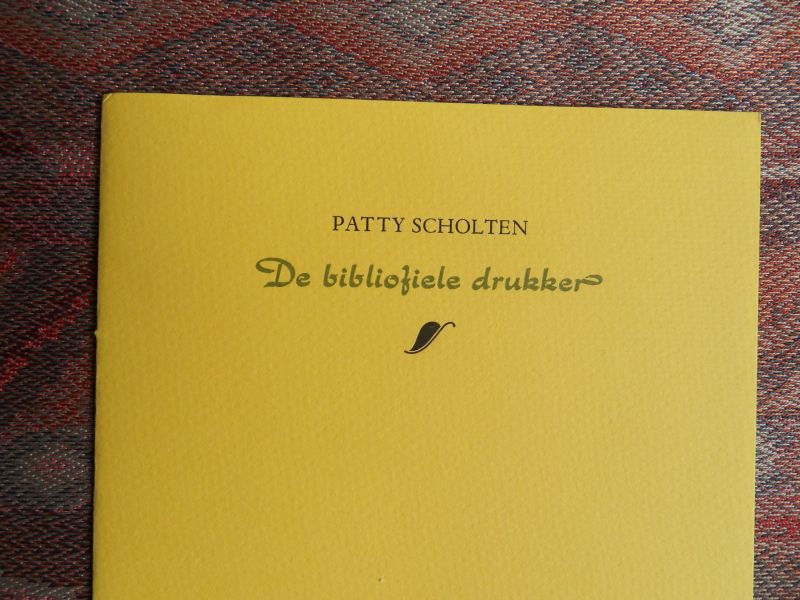 PATTY SCHOLTEN
De bibliofiele drukker